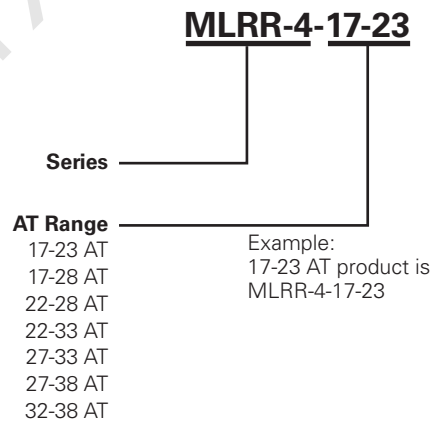 MLRR-4-17-23
Series
AT Range
17-23 AT
17-28 AT
22-28 AT
22-33 AT
27-33 AT
27-38 AT
32-38 AT
Example:
17-23 AT product is
MLRR-4-17-23